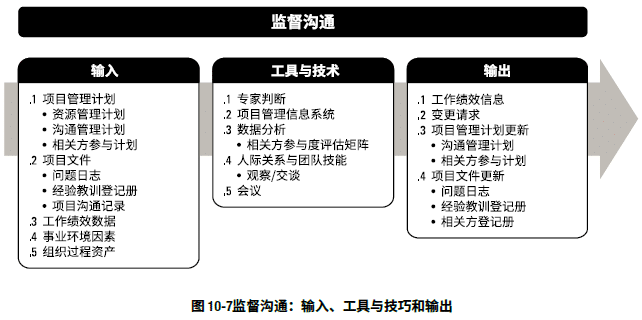 监督沟通
输入
.1 项目管理计划
• 资源管理计划
• 沟通管理计划
• 相关方参与计划
.2 项目文件
• 问题日志
• 经验教训登记册
• 项目沟通记录
.3 工作绩效数据
.4 事业环境因素
.5 组织过程资产
工具与技术
.1 专家判断
.2 项目管理信息系统
.3 数据分析
• 相关方参与度评估矩阵
.4 人际关系与团队技能
• 观察/交谈
.5 会议
输出
.1 工作绩效信息
.2 变更请求
.3 项目管理计划更新
• 沟通管理计划
• 相关方参与计划
.4 项目文件更新
• 问题日志
• 经验教训登记册
• 相关方登记册
图 10-7监督沟通：输入、工具与技巧和输出